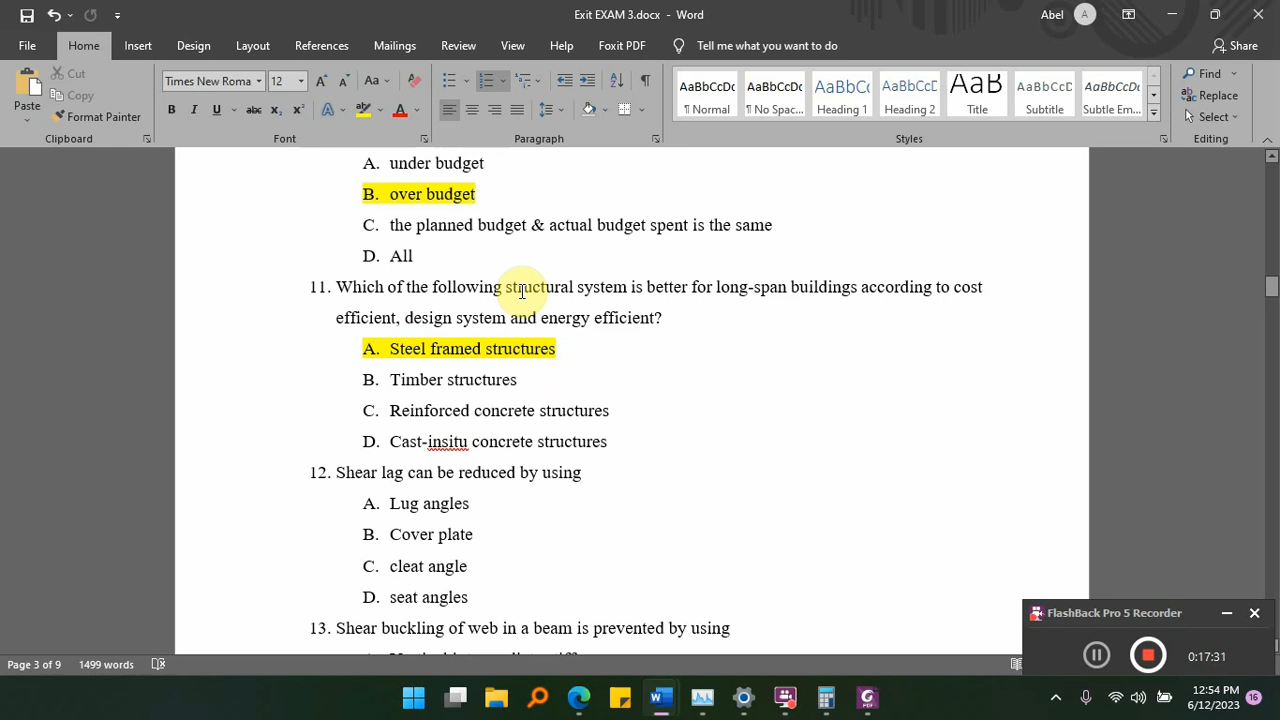 Exit EXAM 3.docx - Word
Abel
A
File Home Insert Design Layout References Mailings Review View Help Foxit PDF Tell me what you want to do Share
Paste
Cut
Copy
Format Painter
Clipboard
Times New Roma 12
Font
Paragraph
AaBbCcDc AaBbCcDc AaBbC AaBbCcD AaB AaBbCcD AaBbCcDt
¶ Normal ¶ No Spac... Heading 1 Heading 2 Title Subtitle Subtle Em...
Styles
Find
Replace
Select
Editing
A. under budget
B. over budget
C. the planned budget & actual budget spent is the same
D. All
11. Which of the following structural system is better for long-span buildings according to cost
efficient, design system and energy efficient?
A. Steel framed structures
B. Timber structures
C. Reinforced concrete structures
D. Cast-insitu concrete structures
12. Shear lag can be reduced by using
A. Lug angles
B. Cover plate
C. cleat angle
D. seat angles
13. Shear buckling of web in a beam is prevented by using
FlashBack Pro 5 Recorder
0:17:31
Page 3 of 9 1499 words
12:54 PM
6/12/2023
16